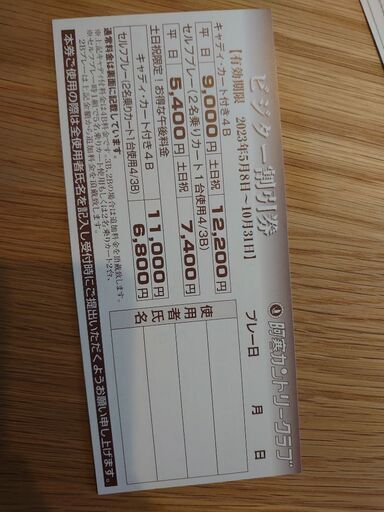 ビジター割引券
【有効期限 2023年5月8日〜10月31日】
キャディ・カート付き4B
平日 9,000円 土日祝 12,200円
セルフプレー(2名乗りカート1台使用4/3B)
平日 5,400円 土日祝 7,400円
土日祝限定!お得な午後料金
キャディ・カート付き4B 11,000円
セルフプレー(2名乗りカート1台使用4/3B) 6,800円
通常料金は裏面に記載しています。
本券ご使用の際は全使用者氏名を記入し受付時にご提出いただくようお願い申し上げます。
カントリークラブ
プレー日 月 日
使用者氏名